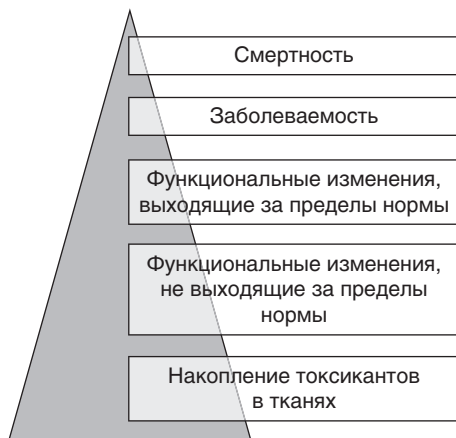 Смертность
Заболеваемость
Функциональные изменения,
выходящие за пределы нормы
Функциональные изменения,
не выходящие за пределы
нормы
Накопление токсикантов
в тканях